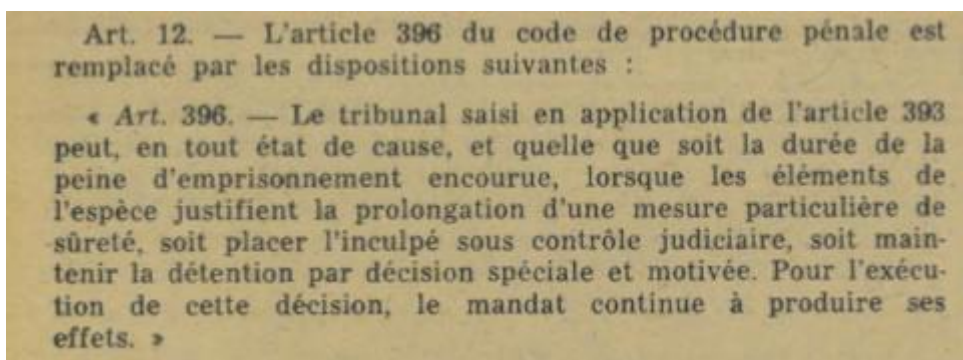 Art. 12. — L'article 396 du code de procédure pénale est
remplacé par les dispositions suivantes :
« Art. 396. — Le tribunal saisi en application de l'article 393
peut, en tout état de cause, et quelle que soit la durée de la
peine d'emprisonnement encourue, lorsque les éléments de
l'espèce justifient la prolongation d'une mesure particulière de
sûreté, soit placer l'inculpé sous contrôle judiciaire, soit main-
tenir la détention par décision spéciale et motivée. Pour l'exécu-
tion de cette décision, le mandat continue à produire ses
effets. »